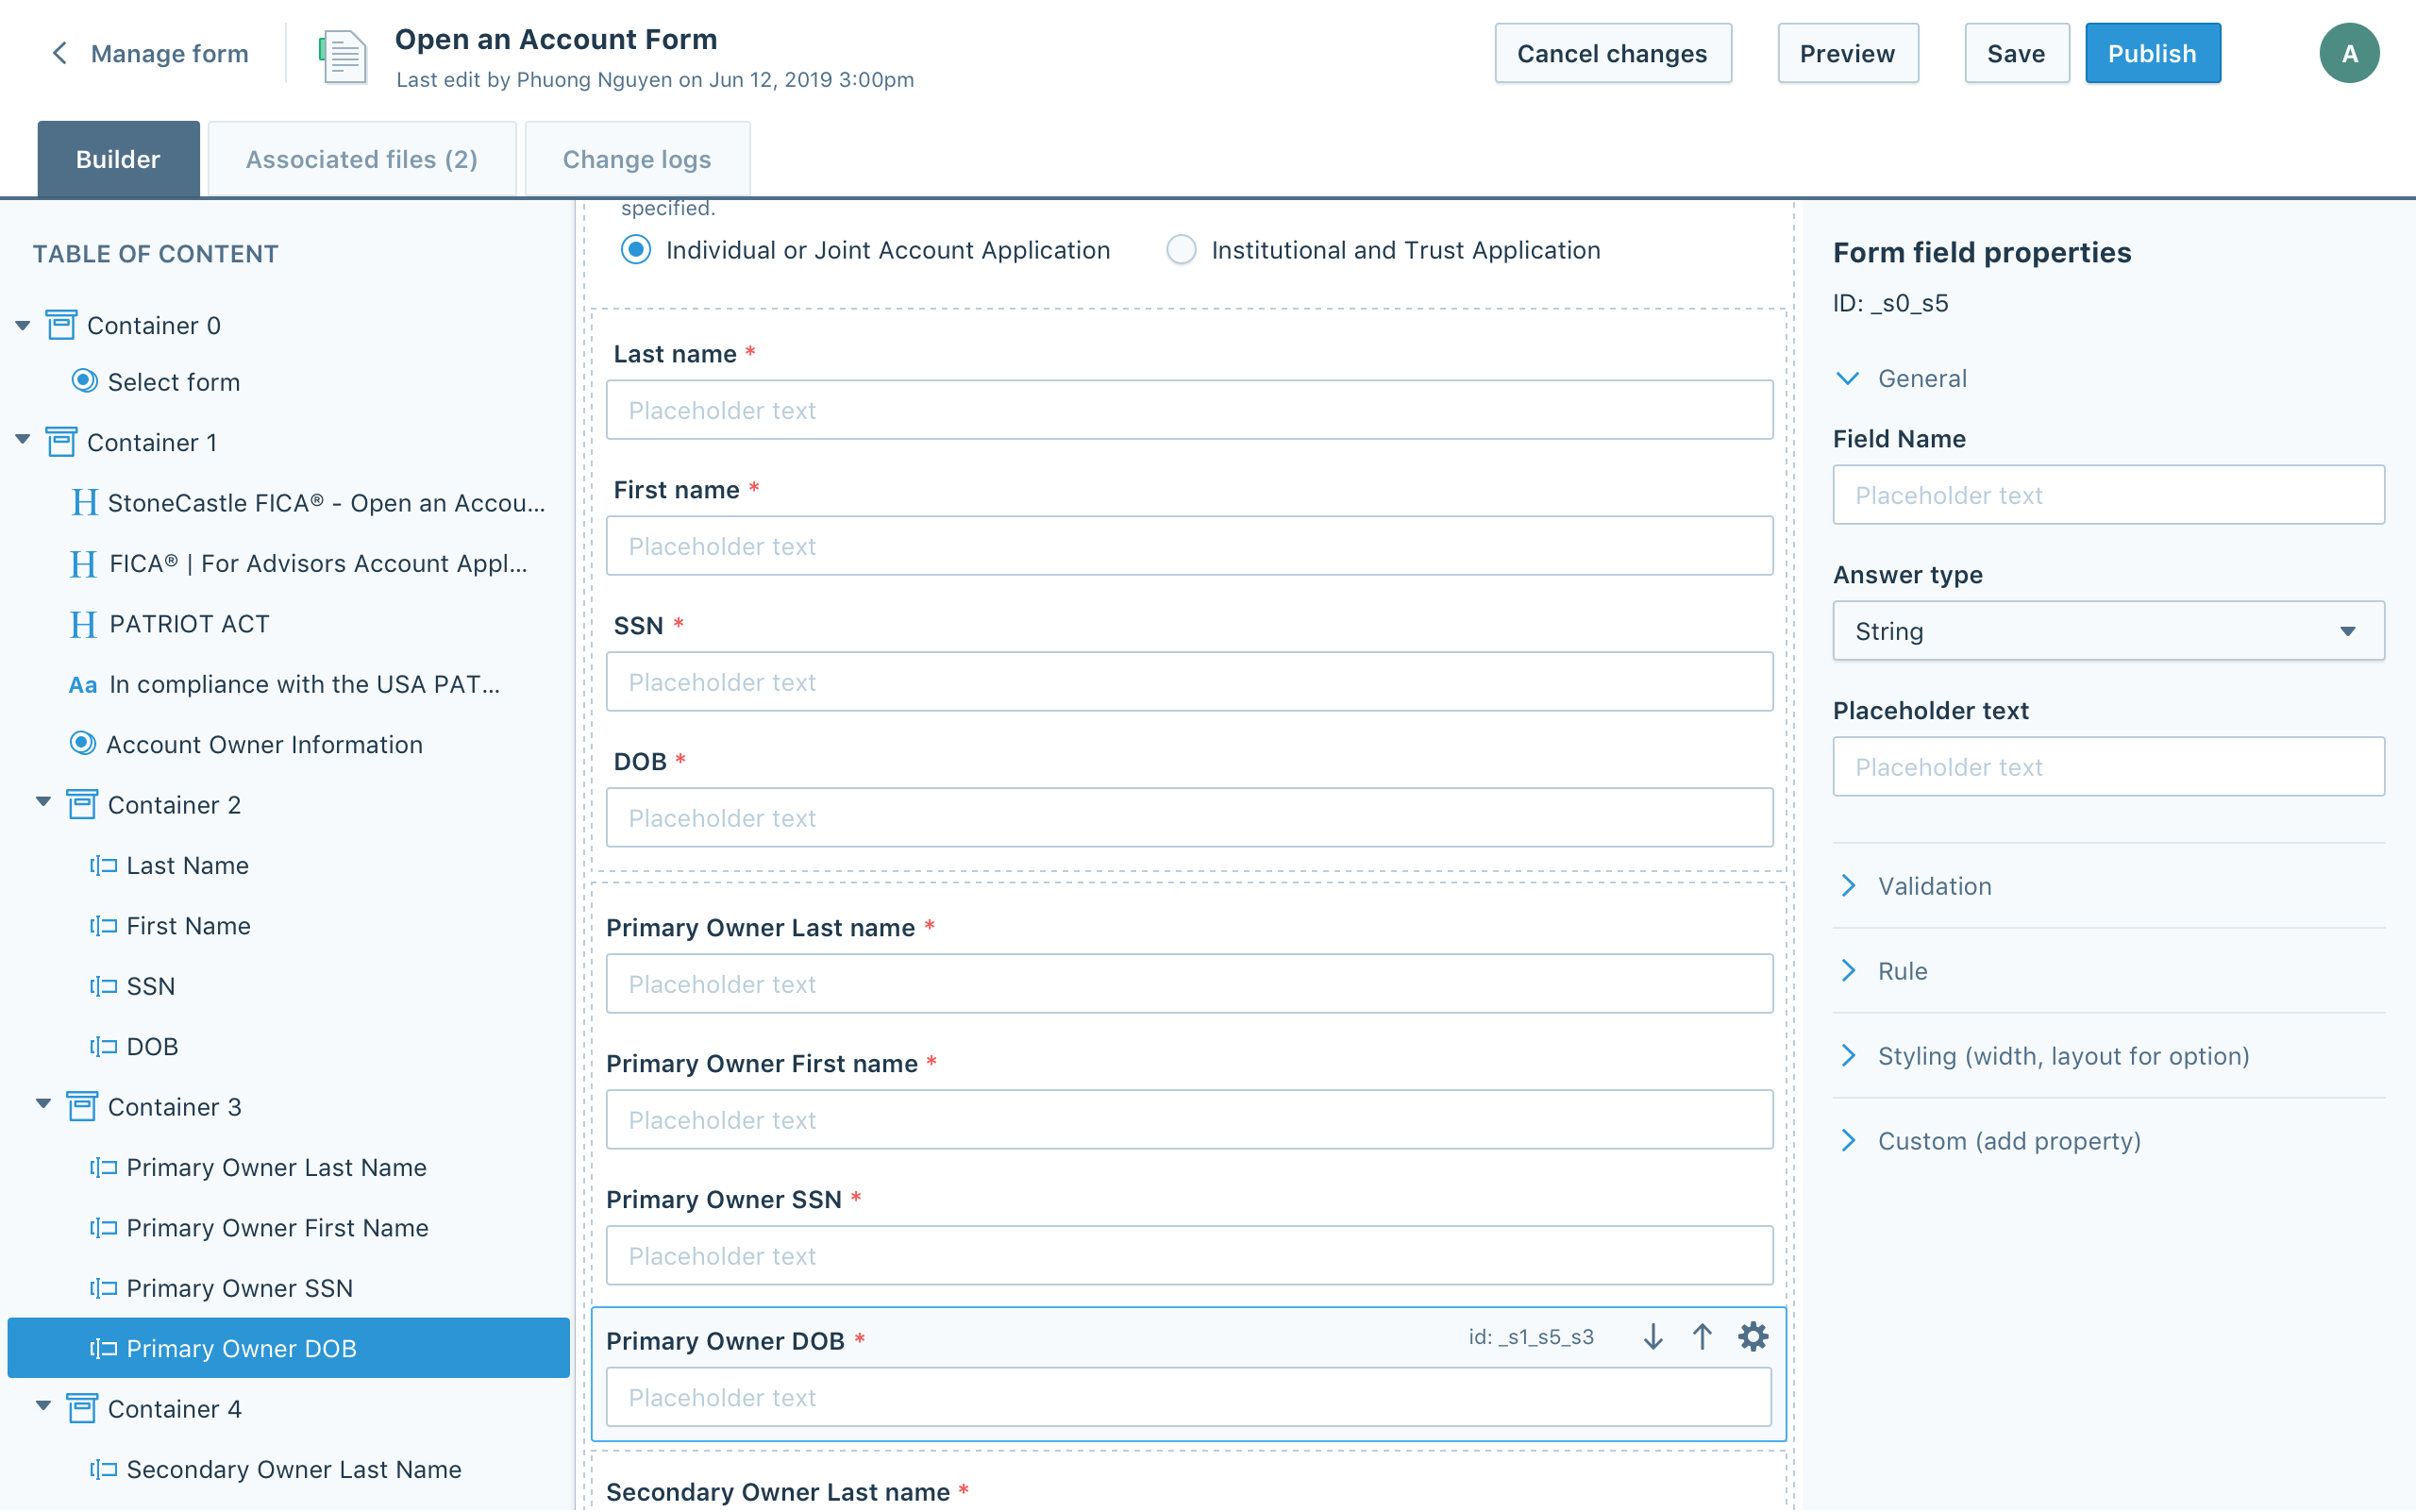 Manage form
Open an Account Form
Last edit by Phuong Nguyen on Jun 12, 2019 3:00pm
Cancel changes
Preview
Save
Publish
A
Builder
Associated files (2)
Change logs
TABLE OF CONTENT
Container 0
Select form
Container 1
H StoneCastle FICA® - Open an Accou...
H FICA® | For Advisors Account Appl...
H PATRIOT ACT
Aa In compliance with the USA PAT...
Account Owner Information
Container 2
Last Name
First Name
SSN
DOB
Container 3
Primary Owner Last Name
Primary Owner First Name
Primary Owner SSN
Primary Owner DOB
Container 4
Secondary Owner Last Name
specified.
Individual or Joint Account Application
Institutional and Trust Application
Last name *
Placeholder text
First name *
Placeholder text
SSN *
Placeholder text
DOB *
Placeholder text
Primary Owner Last name *
Placeholder text
Primary Owner First name *
Placeholder text
Primary Owner SSN *
Placeholder text
Primary Owner DOB *
id: _s1_s5_s3
Placeholder text
Secondary Owner Last name *
Form field properties
ID: _s0_s5
General
Field Name
Placeholder text
Answer type
String
Placeholder text
Placeholder text
Validation
Rule
Styling (width, layout for option)
Custom (add property)